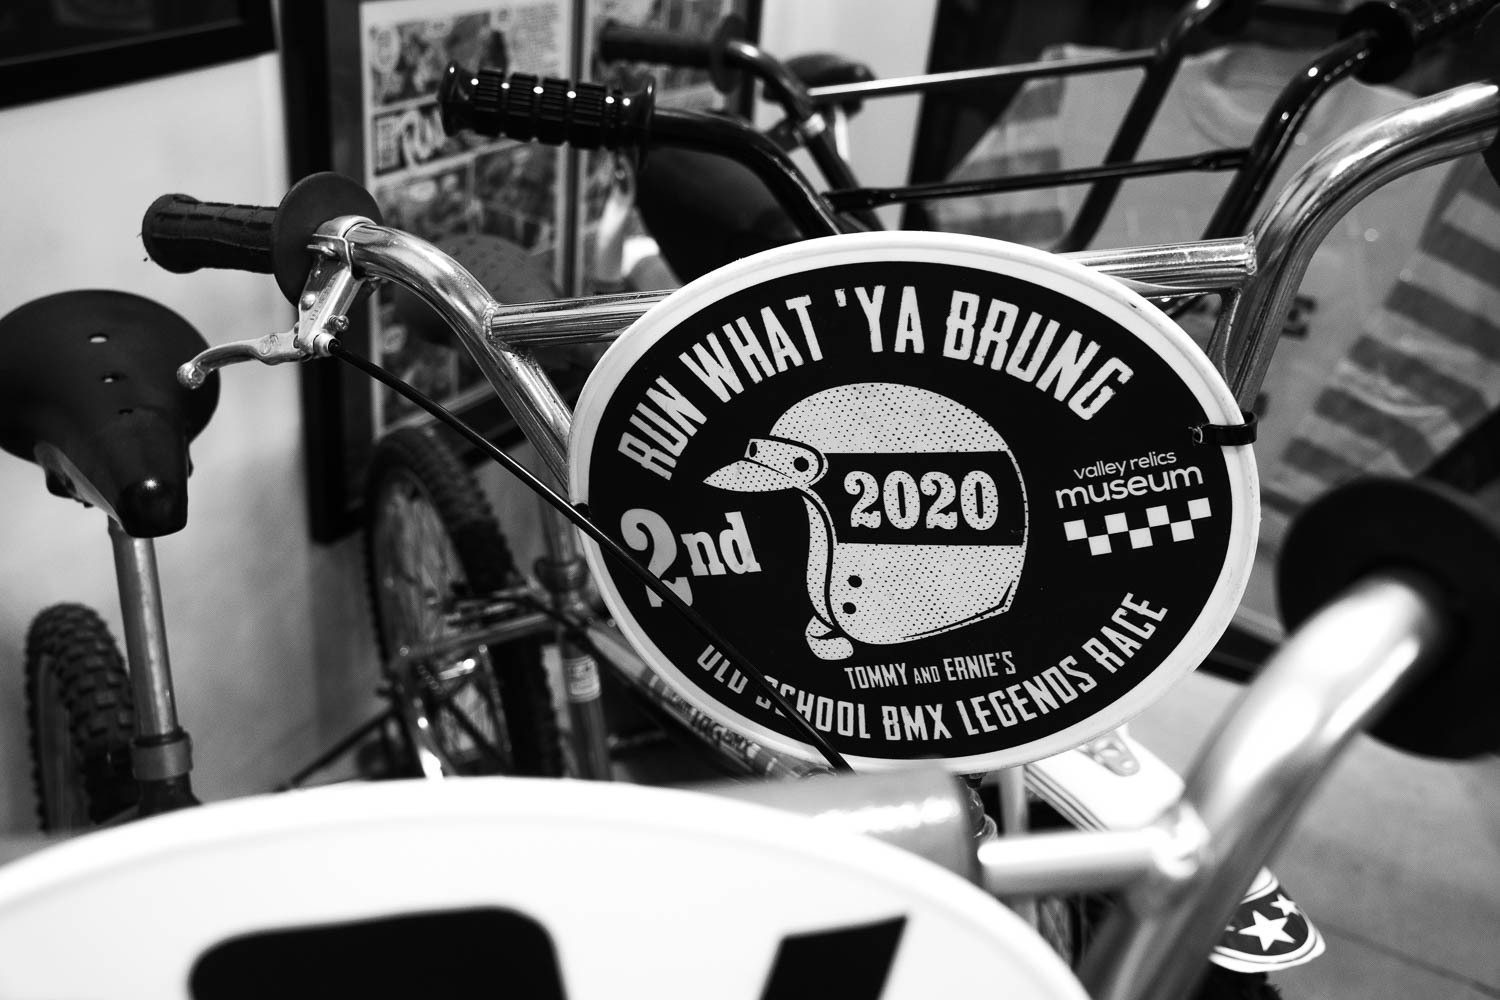 RUN WHAT 'YA BRUNG
2020
valley relics
museum
2nd
TOMMY AND ERNIE'S
OLD SCHOOL BMX LEGENDS RACE